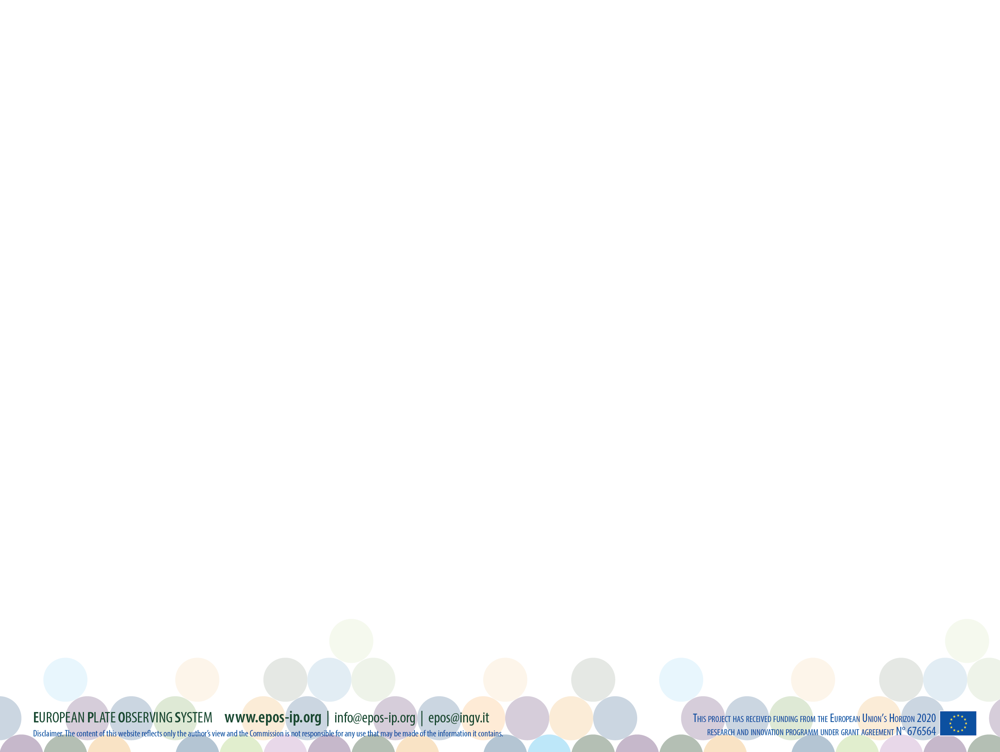 EUROPEAN PLATE OBSERVING SYSTEM www.epos-ip.org | info@epos-ip.org | epos@ingv.it
Disclaimer. The content of this website reflects only the author’s view and the Commission is not responsible for any use that may be made of the information it contains.
This project has received funding from the European Union’s Horizon 2020
research and innovation programm under grant agreement N° 676564